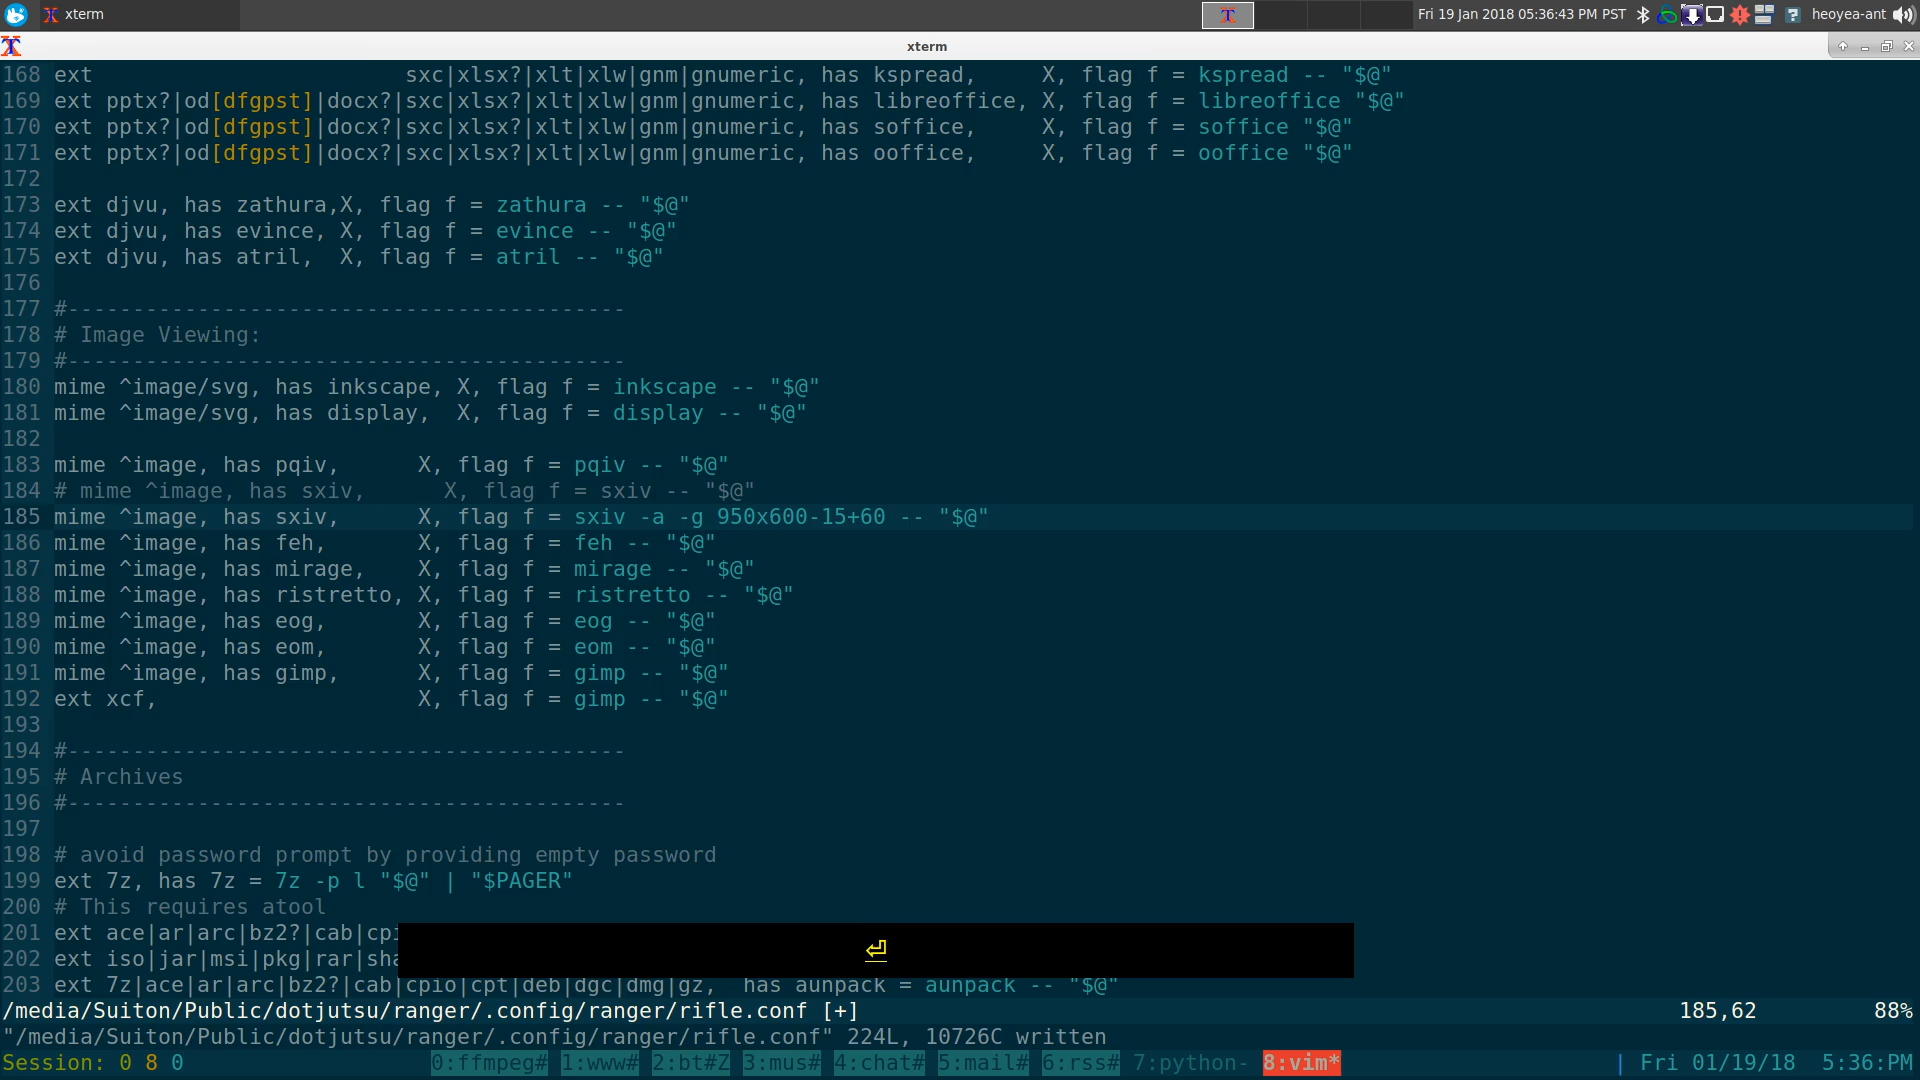 xterm
Fri 19 Jan 2018 05:36:43 PM PST
heoyea-ant
xterm
168 ext                        sxc|xlsx?|xlt|xlw|gnm|gnumeric, has kspread,     X, flag f = kspread -- "$@"
169 ext pptx?|od[dfgpst]|docx?|sxc|xlsx?|xlt|xlw|gnm|gnumeric, has libreoffice, X, flag f = libreoffice "$@"
170 ext pptx?|od[dfgpst]|docx?|sxc|xlsx?|xlt|xlw|gnm|gnumeric, has soffice,     X, flag f = soffice "$@"
171 ext pptx?|od[dfgpst]|docx?|sxc|xlsx?|xlt|xlw|gnm|gnumeric, has ooffice,     X, flag f = ooffice "$@"
172
173 ext djvu, has zathura,X, flag f = zathura -- "$@"
174 ext djvu, has evince, X, flag f = evince -- "$@"
175 ext djvu, has atril,  X, flag f = atril -- "$@"
176
177 #-------------------------------------------
178 # Image Viewing:
179 #-------------------------------------------
180 mime ^image/svg, has inkscape, X, flag f = inkscape -- "$@"
181 mime ^image/svg, has display,  X, flag f = display -- "$@"
182
183 mime ^image, has pqiv,      X, flag f = pqiv -- "$@"
184 # mime ^image, has sxiv,      X, flag f = sxiv -- "$@"
185 mime ^image, has sxiv,      X, flag f = sxiv -a -g 950x600-15+60 -- "$@"
186 mime ^image, has feh,       X, flag f = feh -- "$@"
187 mime ^image, has mirage,    X, flag f = mirage -- "$@"
188 mime ^image, has ristretto, X, flag f = ristretto -- "$@"
189 mime ^image, has eog,       X, flag f = eog -- "$@"
190 mime ^image, has eom,       X, flag f = eom -- "$@"
191 mime ^image, has gimp,      X, flag f = gimp -- "$@"
192 ext xcf,                    X, flag f = gimp -- "$@"
193
194 #-------------------------------------------
195 # Archives
196 #-------------------------------------------
197
198 # avoid password prompt by providing empty password
199 ext 7z, has 7z = 7z -p l "$@" | "$PAGER"
200 # This requires atool
201 ext ace|ar|arc|bz2?|cab|cpi
202 ext iso|jar|msi|pkg|rar|sha
⏎
203 ext 7z|ace|ar|arc|bz2?|cab|cpio|cpt|deb|dgc|dmg|gz,  has aunpack = aunpack -- "$@"
/media/Suiton/Public/dotjutsu/ranger/.config/ranger/rifle.conf [+] 185,62 88%
"/media/Suiton/Public/dotjutsu/ranger/.config/ranger/rifle.conf" 224L, 10726C written
Session: 0 8 0 0:ffmpeg# 1:www# 2:bt#Z 3:mus# 4:chat# 5:mail# 6:rss# 7:python- 8:vim* | Fri 01/19/18 5:36:PM